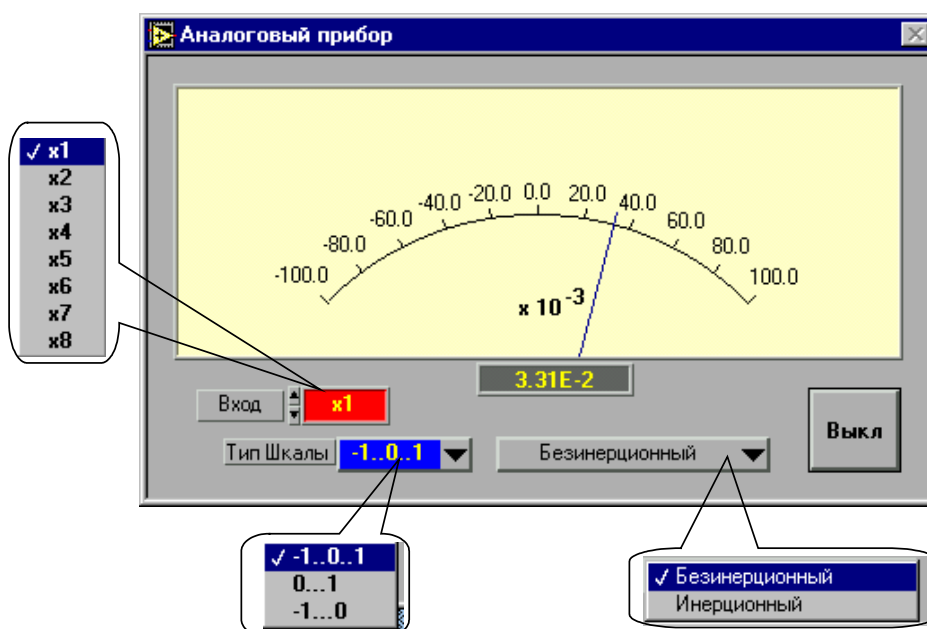 Аналоговый прибор
✓ x1
x2
x3
x4
x5
x6
x7
x8
-100.0 -80.0 -60.0 -40.0 -20.0 0.0 20.0 40.0 60.0 80.0 100.0
x 10 -3
3.31E-2
Вход x1
Выкл
Тип Шкалы -1..0..1 Безинерционный
✓ -1..0..1
0...1
-1...0
✓ Безинерционный
Инерционный